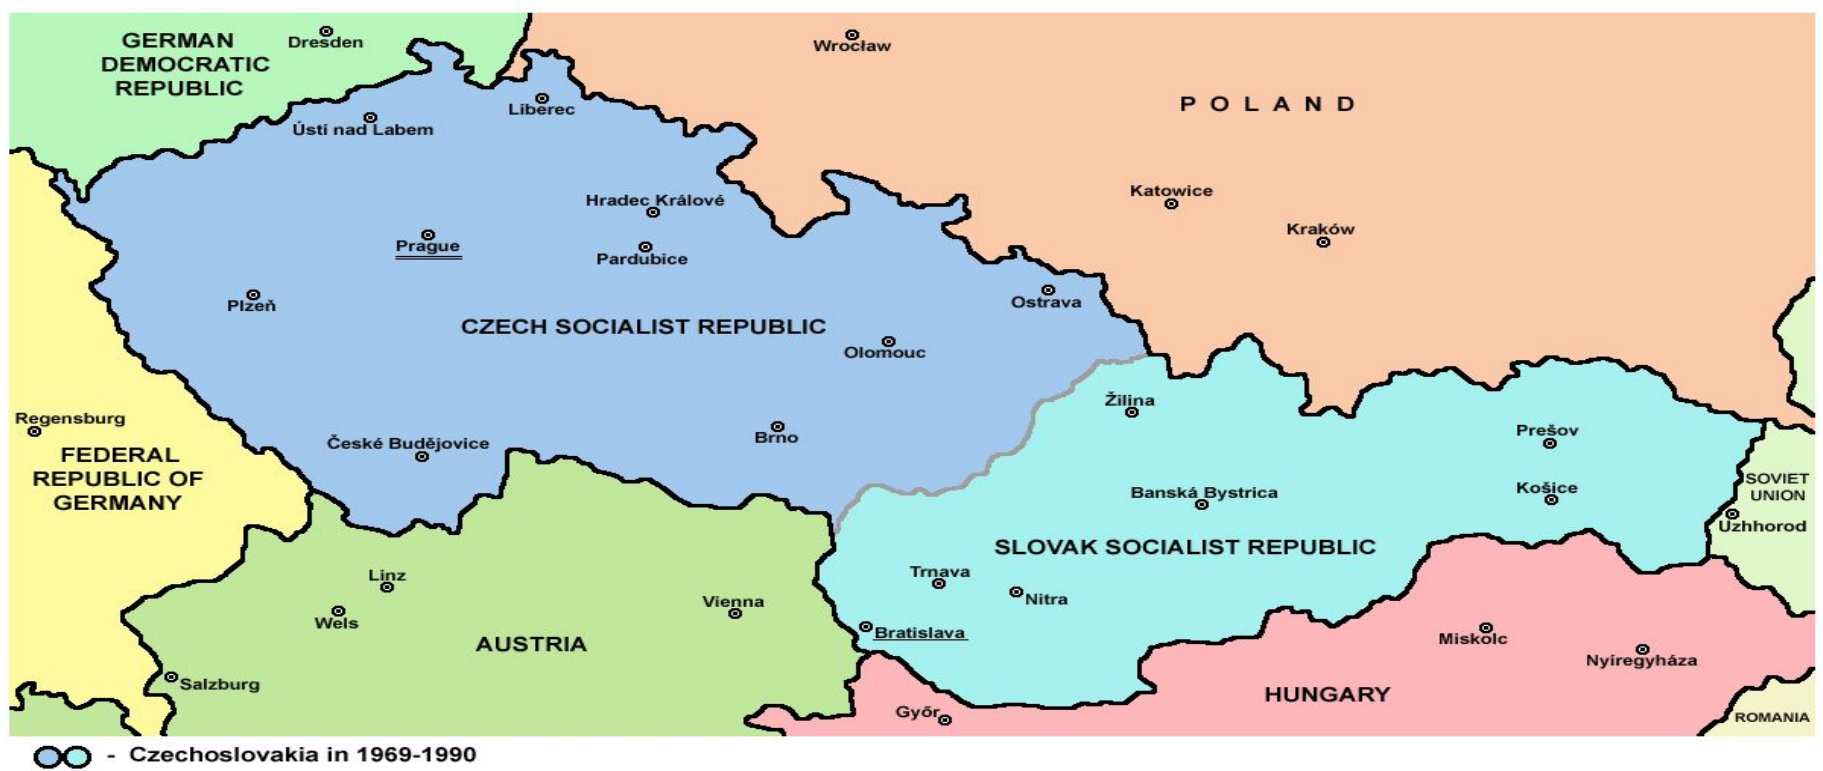 GERMAN
DEMOCRATIC
REPUBLIC
Dresden
Wrocław
POLAND
Liberec
Ústí nad Labem
Katowice
Hradec Králové
Kraków
Prague
Pardubice
Plzeň
Ostrava
CZECH SOCIALIST REPUBLIC
Olomouc
Žilina
Regensburg
Prešov
Brno
České Budějovice
FEDERAL
REPUBLIC OF
GERMANY
SOVIET
UNION
Košice
Banská Bystrica
Uzhhorod
SLOVAK SOCIALIST REPUBLIC
Trnava
Linz
Nitra
Vienna
Wels
Bratislava
Miskolc
AUSTRIA
Nyíregyháza
Salzburg
HUNGARY
Győr
ROMANIA
- Czechoslovakia in 1969-1990